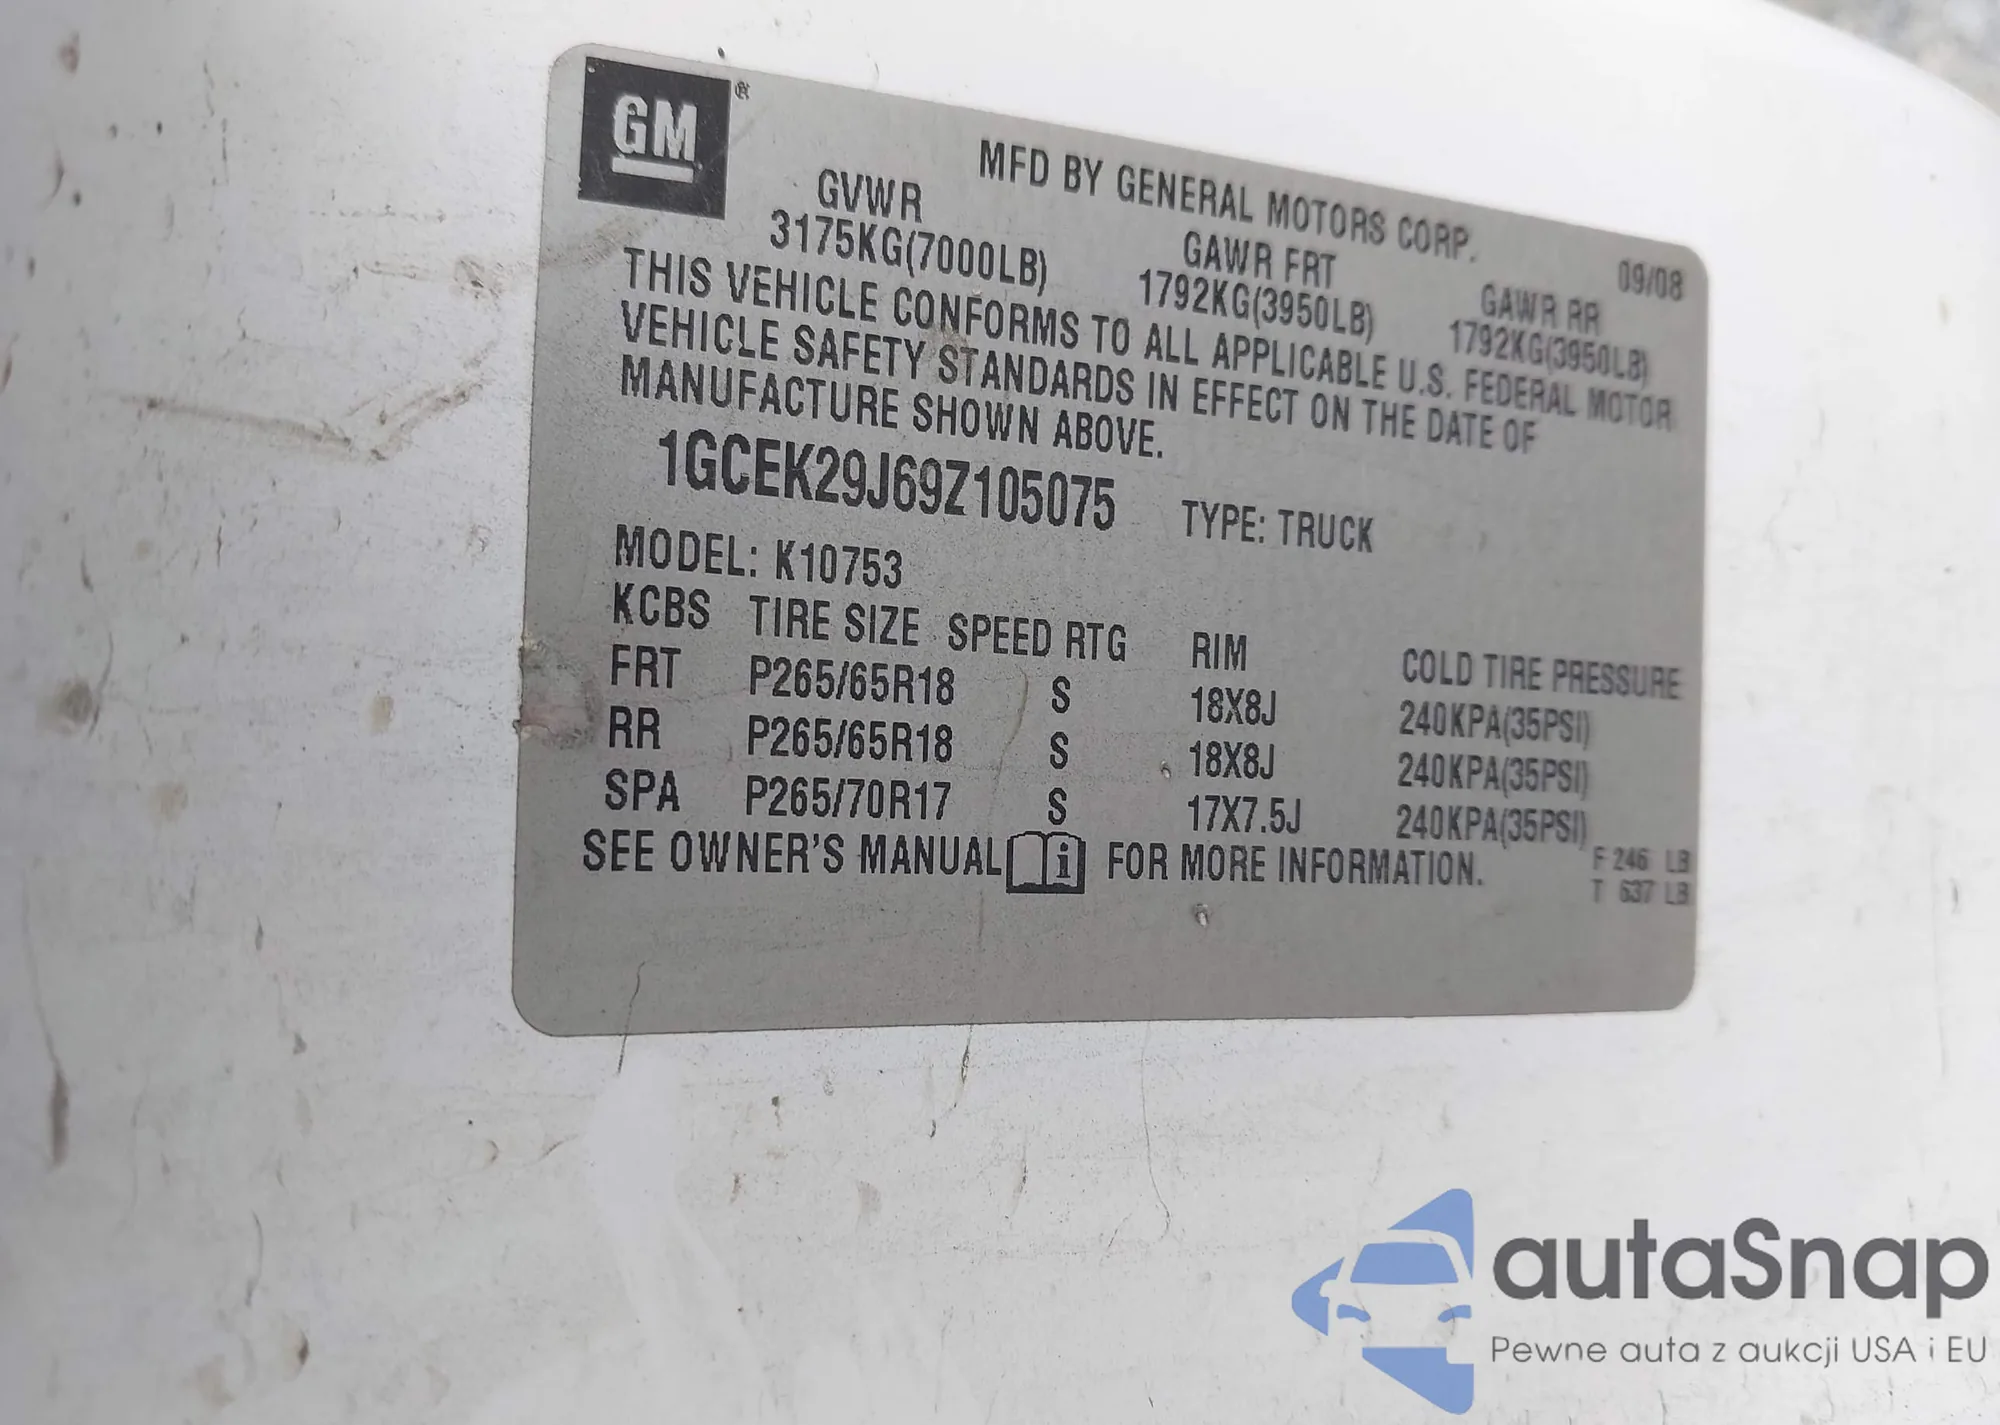 GM
MFD BY GENERAL MOTORS CORP.
09/08
GVWR GAWR FRT GAWR RR
3175KG(7000LB) 1792KG(3950LB) 1792KG(3950LB)
THIS VEHICLE CONFORMS TO ALL APPLICABLE U.S. FEDERAL MOTOR
VEHICLE SAFETY STANDARDS IN EFFECT ON THE DATE OF
MANUFACTURE SHOWN ABOVE.
1GCEK29J69Z105075 TYPE: TRUCK
MODEL: K10753
KCBS TIRE SIZE SPEED RTG RIM COLD TIRE PRESSURE
FRT P265/65R18 S 18X8J 240KPA(35PSI)
RR P265/65R18 S 18X8J 240KPA(35PSI)
SPA P265/70R17 S 17X7.5J 240KPA(35PSI)
SEE OWNER'S MANUAL i FOR MORE INFORMATION.
F 246 LB
T 637 LB
autaSnap
Pewne auta z aukcji USA i EU